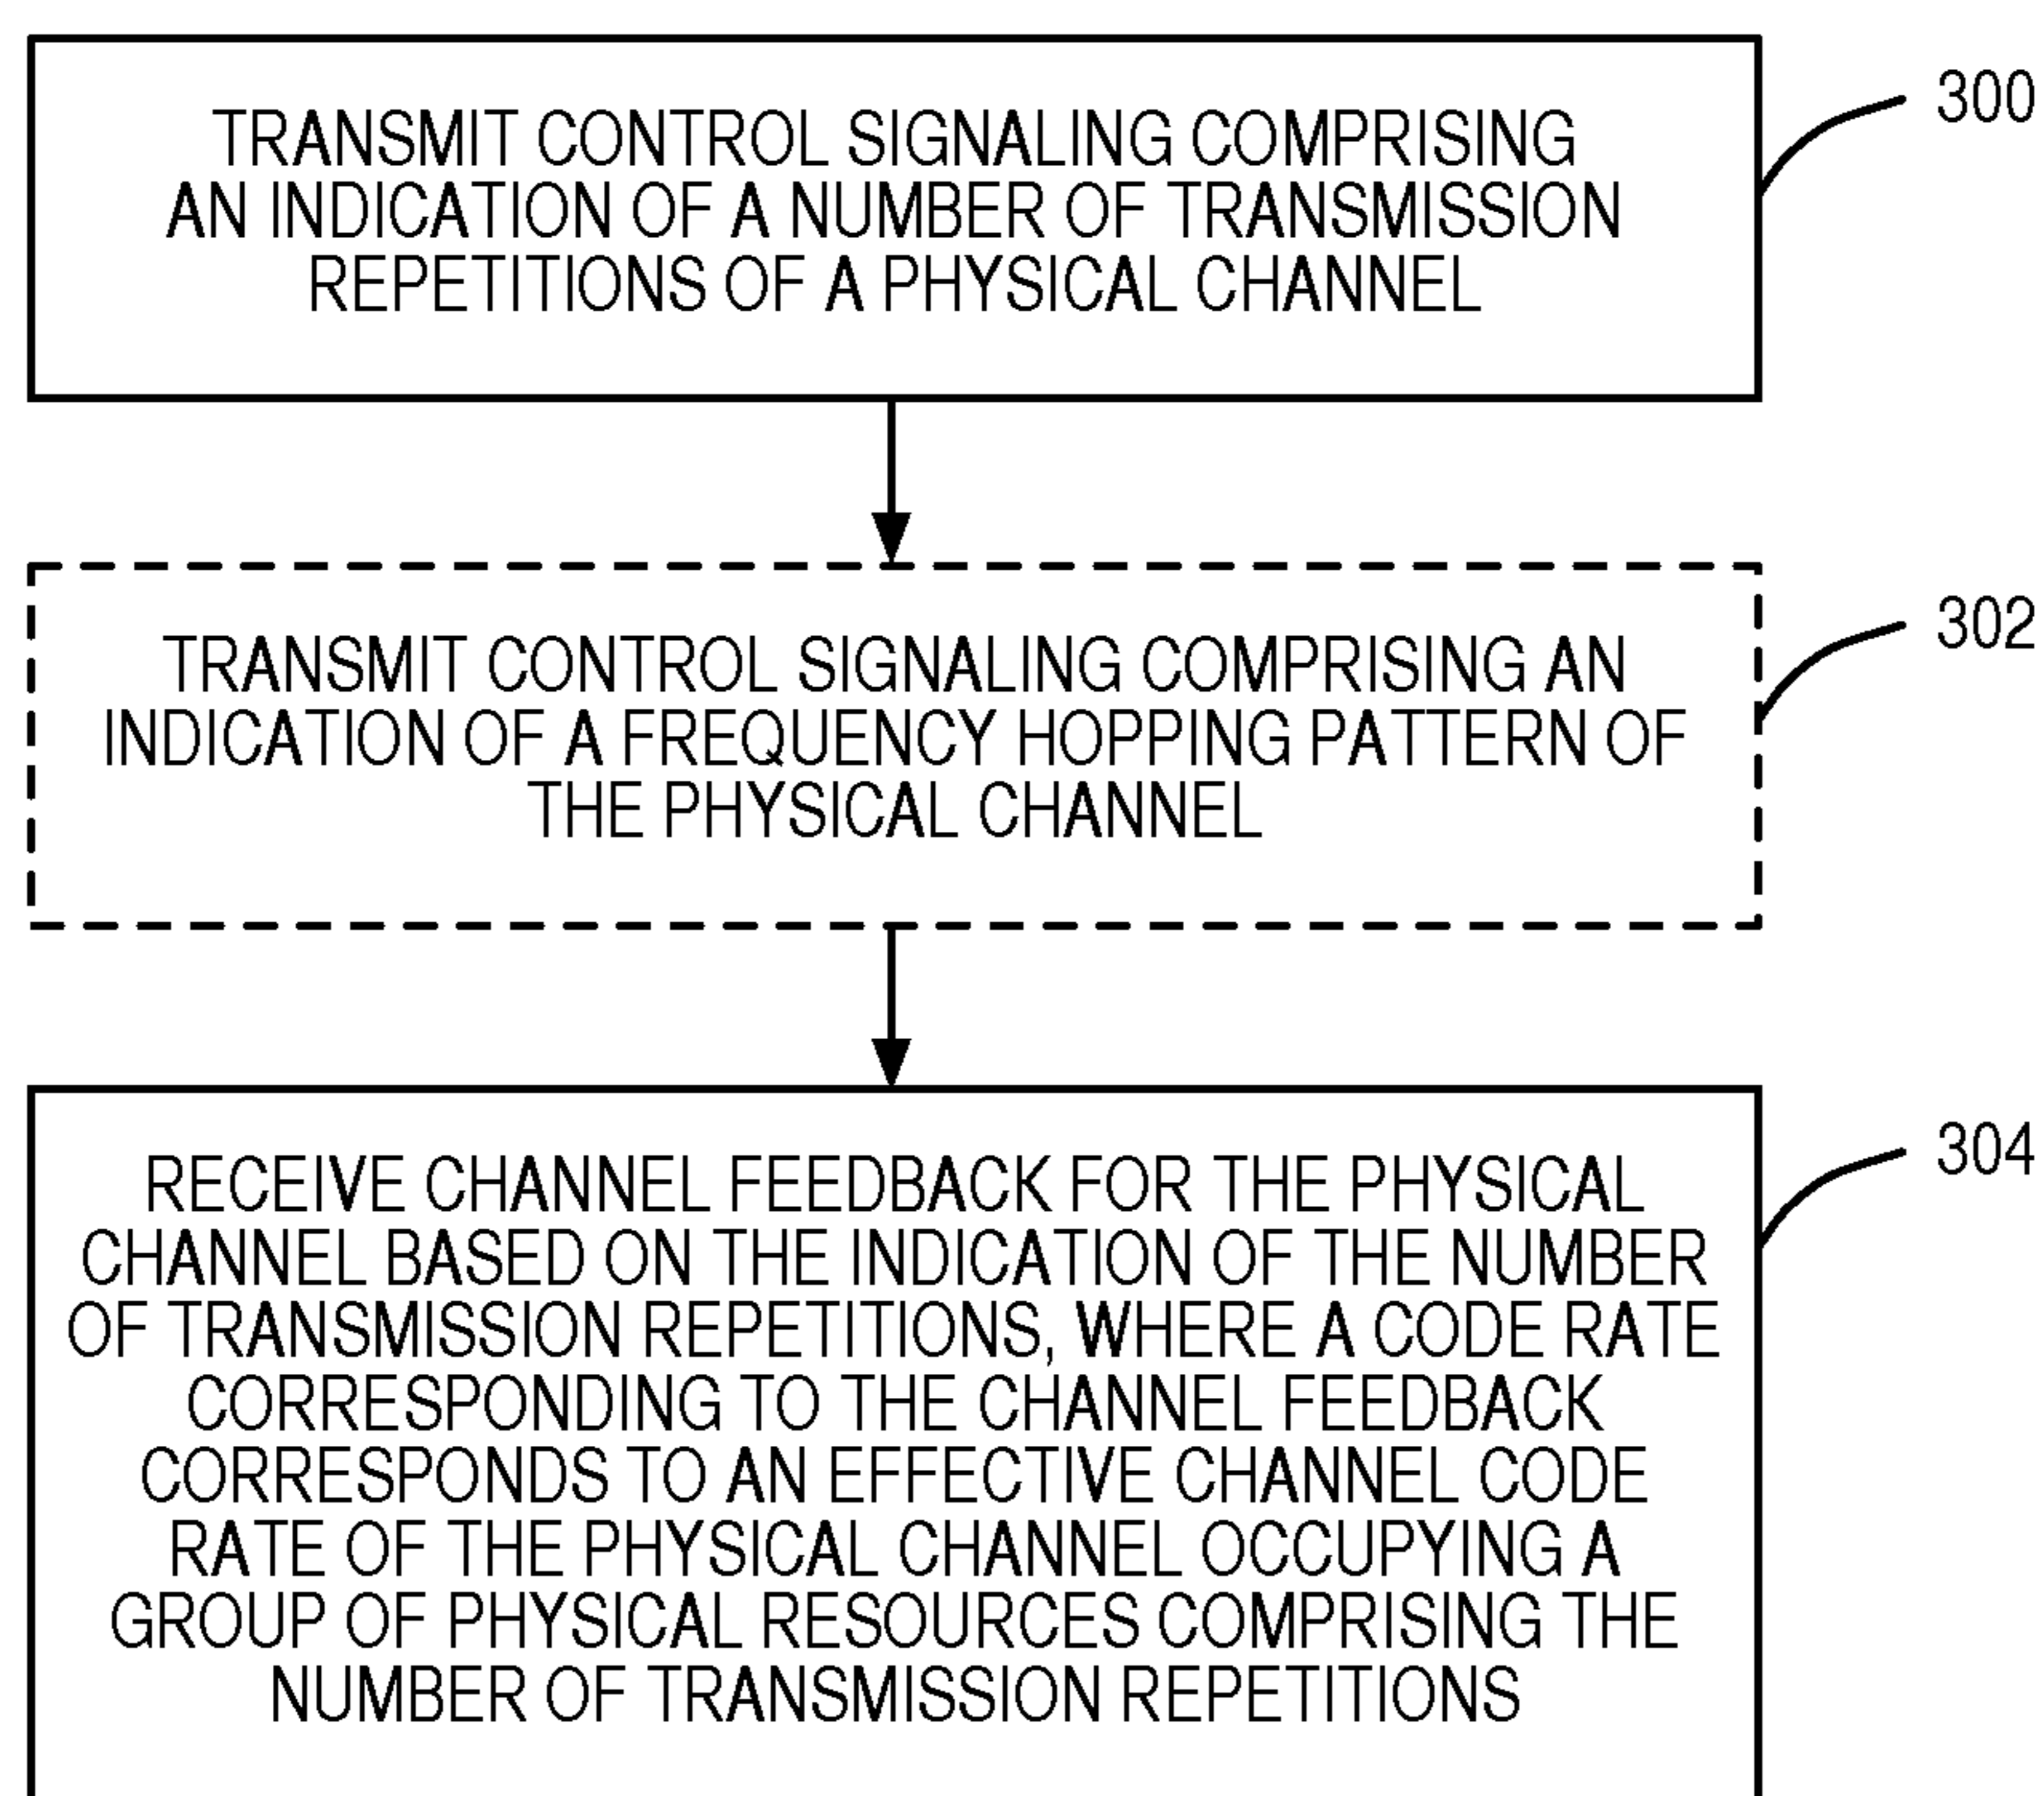 TRANSMIT CONTROL SIGNALING COMPRISING
AN INDICATION OF A NUMBER OF TRANSMISSION
REPETITIONS OF A PHYSICAL CHANNEL
300
TRANSMIT CONTROL SIGNALING COMPRISING AN
INDICATION OF A FREQUENCY HOPPING PATTERN OF
THE PHYSICAL CHANNEL
302
RECEIVE CHANNEL FEEDBACK FOR THE PHYSICAL
CHANNEL BASED ON THE INDICATION OF THE NUMBER
OF TRANSMISSION REPETITIONS, WHERE A CODE RATE
CORRESPONDING TO THE CHANNEL FEEDBACK
CORRESPONDS TO AN EFFECTIVE CHANNEL CODE
RATE OF THE PHYSICAL CHANNEL OCCUPYING A
GROUP OF PHYSICAL RESOURCES COMPRISING THE
NUMBER OF TRANSMISSION REPETITIONS
304